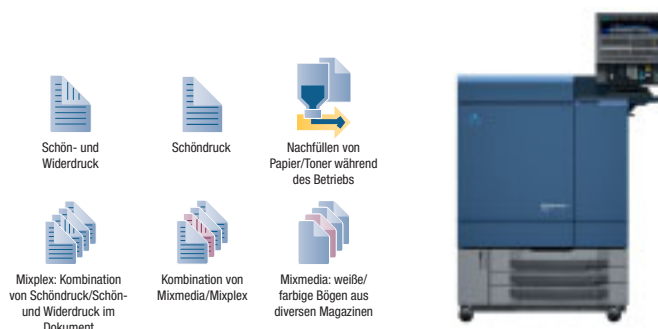 Schön- und
Widerdruck
Schöndruck
Nachfüllen von
Papier/Toner während
des Betriebs
Mixplex: Kombination
von Schöndruck/Schön-
und Widerdruck im
Dokument
Kombination von
Mixmedia/Mixplex
Mixmedia: weiße/
farbige Bögen aus
diversen Magazinen